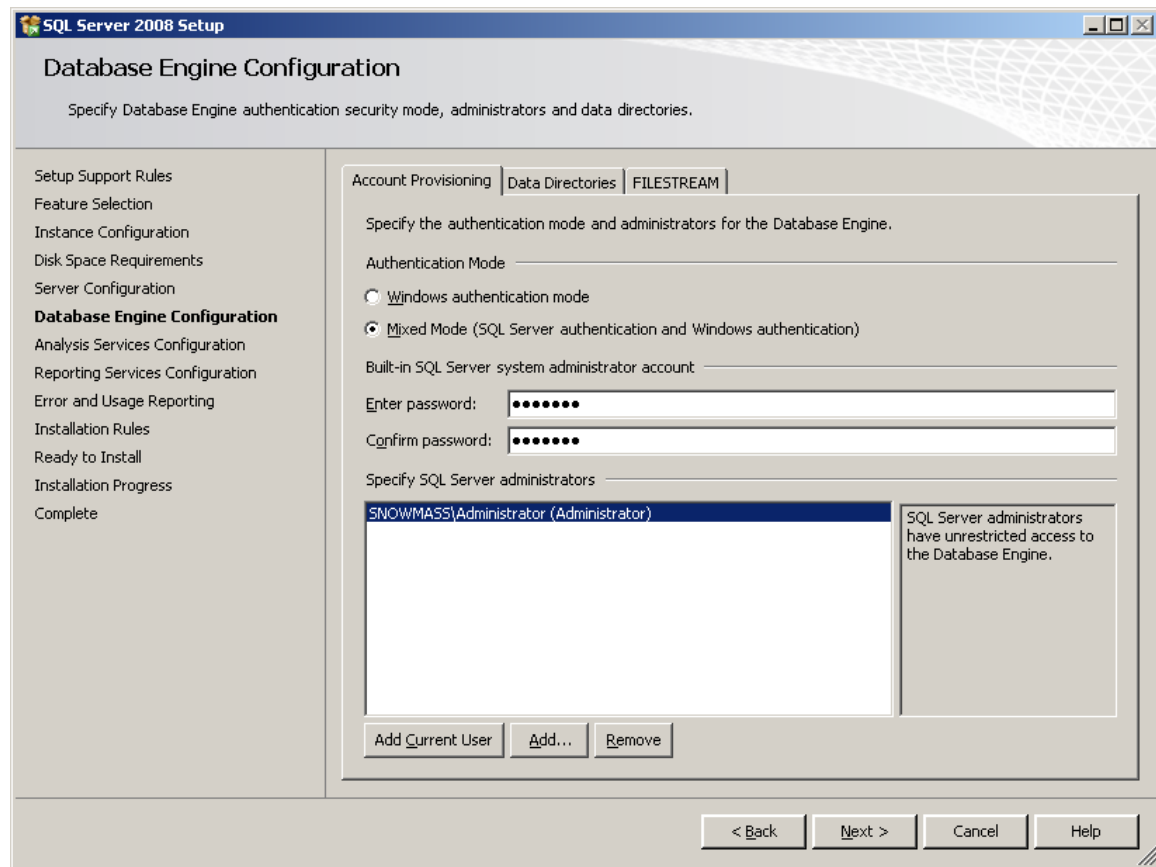 SQL Server 2008 Setup
Database Engine Configuration
Specify Database Engine authentication security mode, administrators and data directories.
Setup Support Rules
Feature Selection
Instance Configuration
Disk Space Requirements
Server Configuration
Database Engine Configuration
Analysis Services Configuration
Reporting Services Configuration
Error and Usage Reporting
Installation Rules
Ready to Install
Installation Progress
Complete
Account Provisioning Data Directories FILESTREAM
Specify the authentication mode and administrators for the Database Engine.
Authentication Mode
Windows authentication mode
Mixed Mode (SQL Server authentication and Windows authentication)
Built-in SQL Server system administrator account
Enter password: ●●●●●●●
Confirm password: ●●●●●●●
Specify SQL Server administrators
SNOWMASS\Administrator (Administrator)
SQL Server administrators
have unrestricted access to
the Database Engine.
Add Current User Add... Remove
< Back Next > Cancel Help